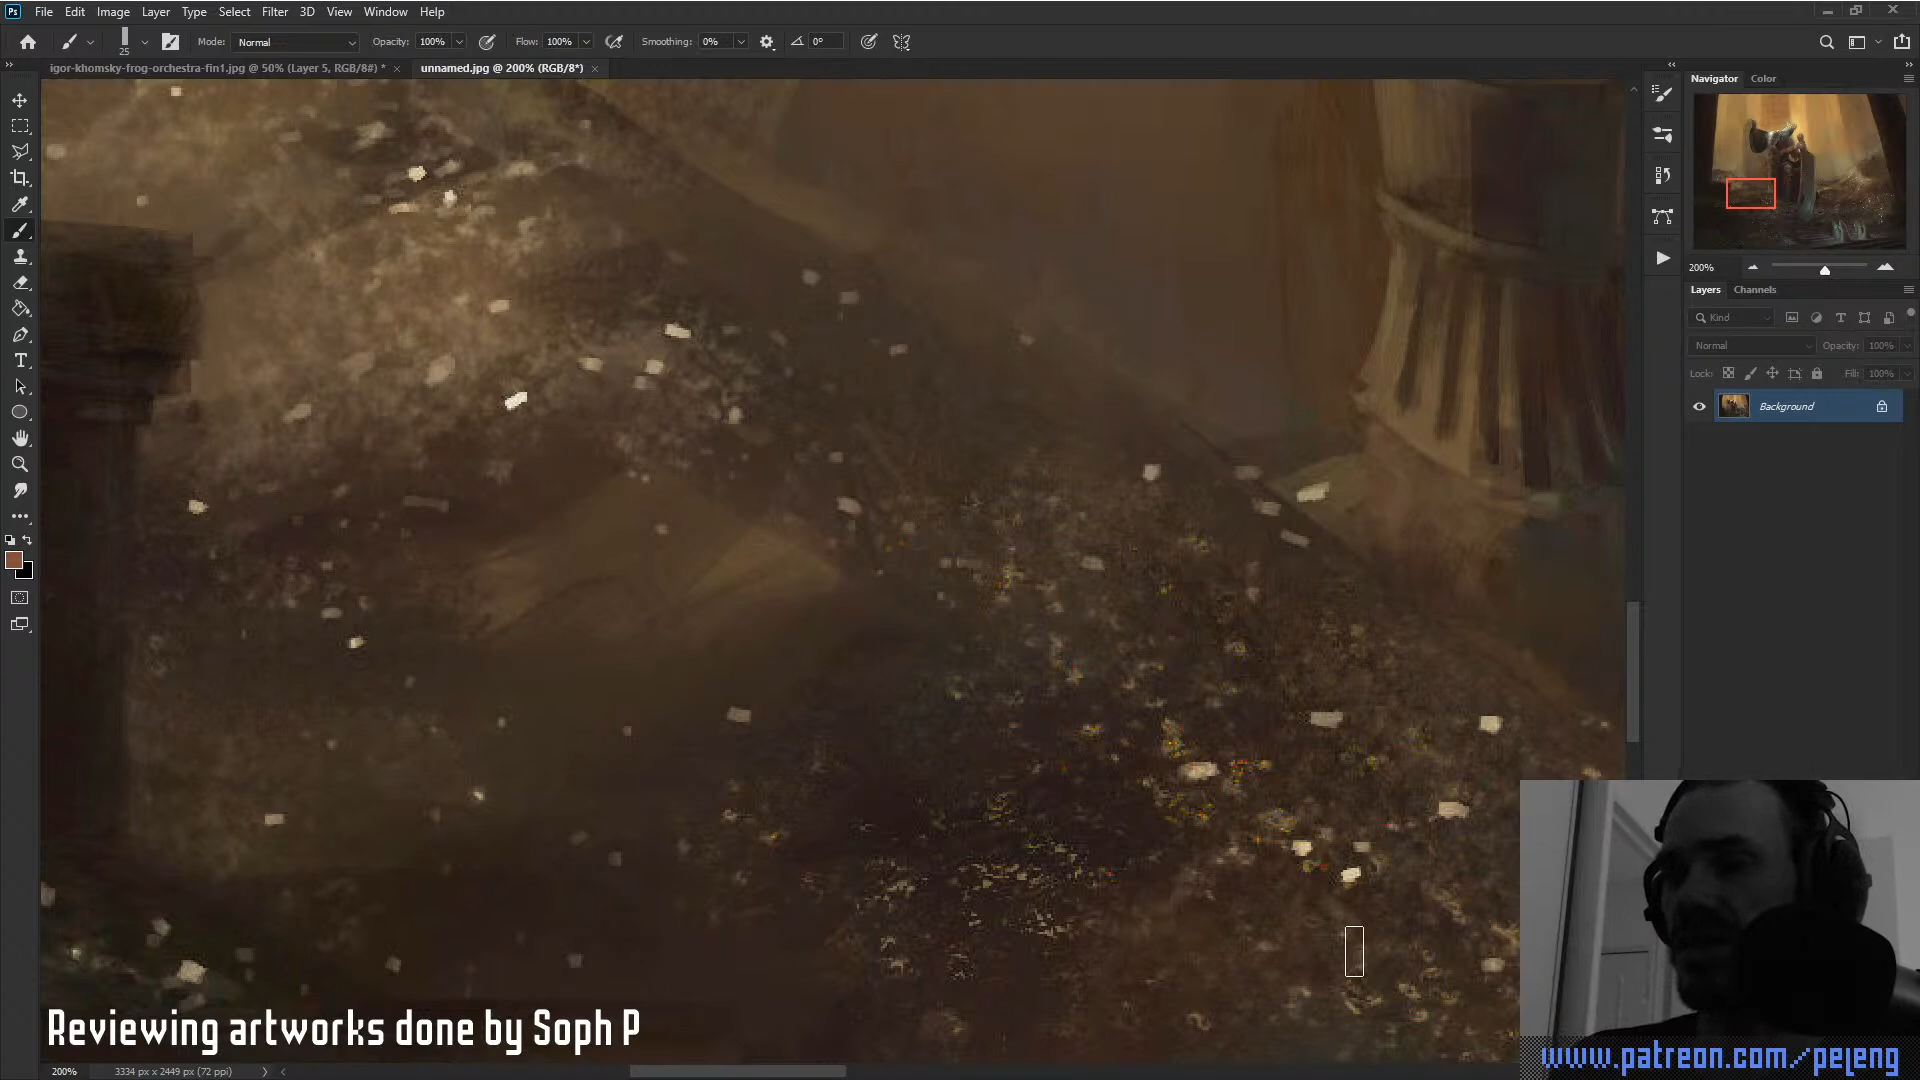 Ps File Edit Image Layer Type Select Filter 3D View Window Help
25 Mode: Normal Opacity: 100% Flow: 100% Smoothing: 0% 0°
igor-khomsky-frog-orchestra-fin1.jpg @ 50% (Layer 5, RGB/8#) * unnamed.jpg @ 200% (RGB/8*)
Navigator Color
200%
Layers Channels
Kind
Normal Opacity: 100%
Lock: Fill: 100%
Background
Reviewing artworks done by Soph P
www.patreon.com/peleng
200% 3334 px x 2449 px (72 ppi)